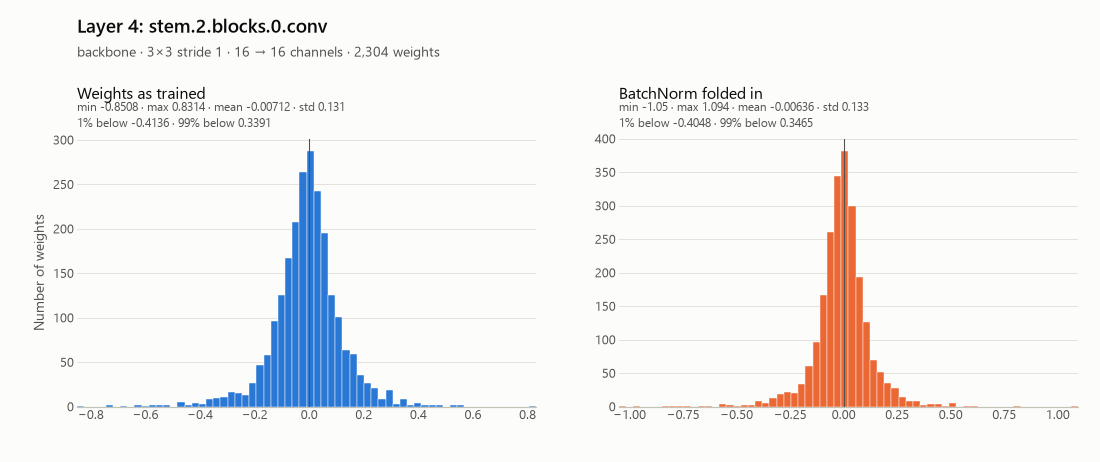 Layer 4: stem.2.blocks.0.conv
backbone · 3×3 stride 1 · 16 → 16 channels · 2,304 weights
Weights as trained
min -0.8508 · max 0.8314 · mean -0.00712 · std 0.131
1% below -0.4136 · 99% below 0.3391
300
250
200
150
100
50
0
Number of weights
−0.8 −0.6 −0.4 −0.2 0.0 0.2 0.4 0.6 0.8
BatchNorm folded in
min -1.05 · max 1.094 · mean -0.00636 · std 0.133
1% below -0.4048 · 99% below 0.3465
400
350
300
250
200
150
100
50
0
−1.00 −0.75 −0.50 −0.25 0.00 0.25 0.50 0.75 1.00